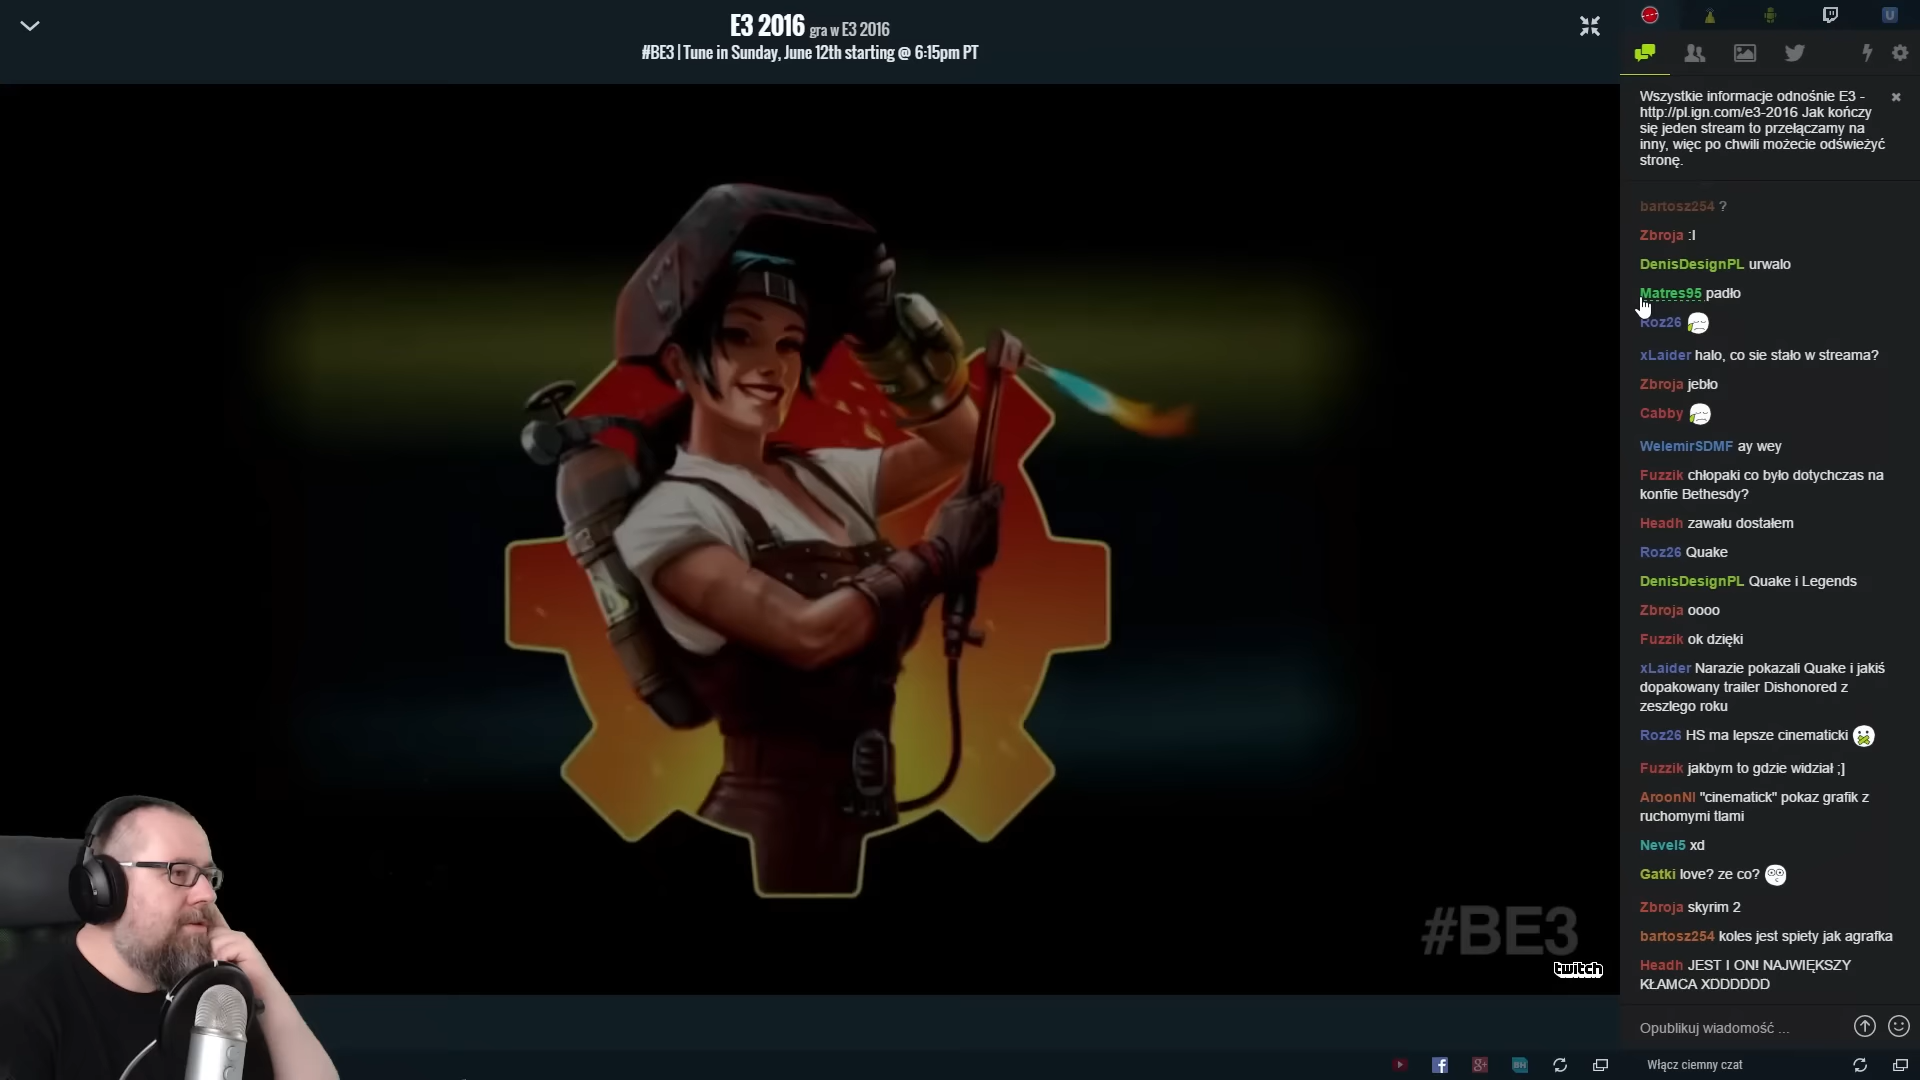 E3 2016 gra w E3 2016
#BE3 | Tune in Sunday, June 12th starting @ 6:15pm PT
Wszystkie informacje odnośnie E3 -
http://pl.ign.com/e3-2016 Jak kończy
się jeden stream to przełączamy na
inny, więc po chwili możecie odświeżyć
stronę.
bartosz254 ?
Zbroja :I
DenisDesignPL urwalo
Matres95 padło
Roz26
xLaider halo, co sie stało w streama?
Zbroja jebło
Cabby
WelemirSDMF ay wey
Fuzzik chłopaki co było dotychczas na
konfie Bethesdy?
Headh zawału dostałem
Roz26 Quake
DenisDesignPL Quake i Legends
Zbroja oooo
Fuzzik ok dzięki
xLaider Narazie pokazali Quake i jakiś
dopakowany trailer Dishonored z
zeszlego roku
Roz26 HS ma lepsze cinematicki
Fuzzik jakbym to gdzie widział ;]
AroonNI "cinematick" pokaz grafik z
ruchomymi tlami
Nevel5 xd
Gatki love? ze co?
Zbroja skyrim 2
bartosz254 koles jest spiety jak agrafka
Headh JEST I ON! NAJWIĘKSZY
KŁAMCA XDDDDDD
#BE3
twitch
Opublikuj wiadomość ...
Włącz ciemny czat